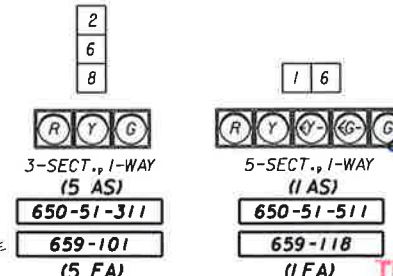 2
6
8
1 6
R Y G
R Y <Y- <G- G
3-SECT., 1-WAY
5-SECT., 1-WAY
(5 AS)
(1 AS)
650-51-311
650-51-511
659-101
659-118
(5 EA)
(1 EA)